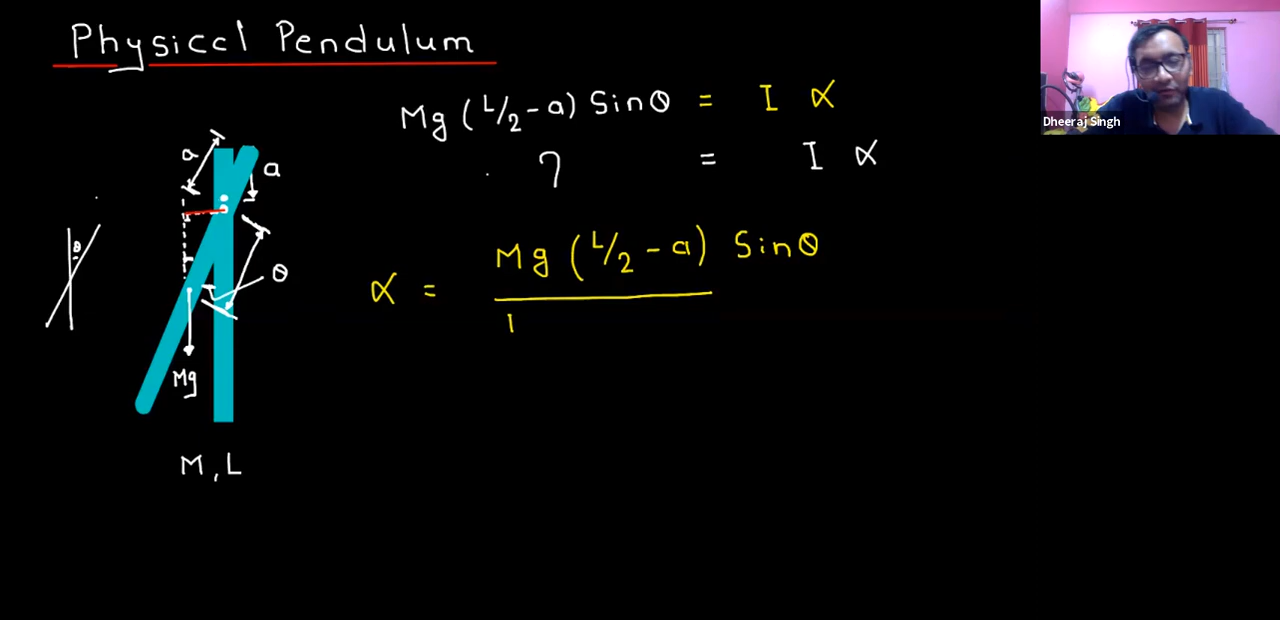 Physical Pendulum
Mg (L/2 - a) Sinθ = I α
? = I α
α = Mg (L/2 - a) Sinθ
I
a
a
θ
θ
Mg
M, L
Dheeraj Singh